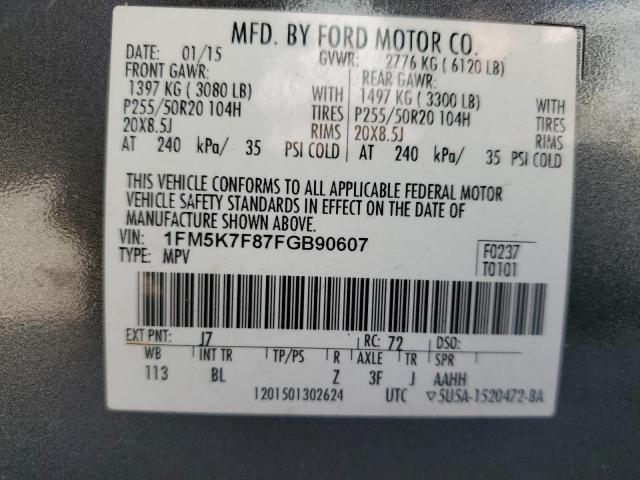 MFD. BY FORD MOTOR CO.
DATE: 01/15 GVWR: 2776 KG ( 6120 LB)
FRONT GAWR: REAR GAWR:
1397 KG ( 3080 LB) WITH 1497 KG ( 3300 LB) WITH
P255/50R20 104H TIRES P255/50R20 104H TIRES
20X8.5J RIMS 20X8.5J RIMS
AT 240 kPa/ 35 PSI COLD AT 240 kPa/ 35 PSI COLD
THIS VEHICLE CONFORMS TO ALL APPLICABLE FEDERAL MOTOR
VEHICLE SAFETY STANDARDS IN EFFECT ON THE DATE OF
MANUFACTURE SHOWN ABOVE.
VIN: 1FM5K7F87FGB90607 F0237
TYPE: MPV T0101
EXT PNT: J7 RC: 72 DSO:
WB INT TR TP/PS R AXLE TR SPR
113 BL Z 3F J AAHH
1201501302624 UTC ▽5U5A-1520472-BA